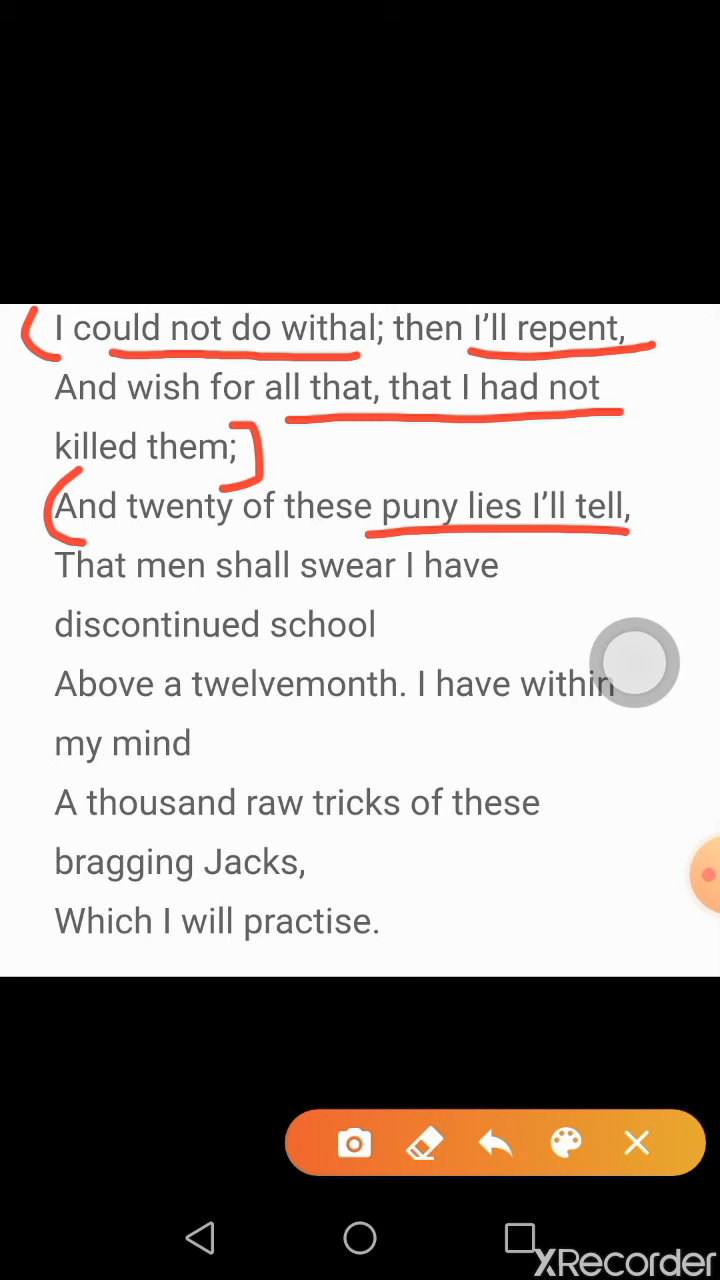 I could not do withal; then I’ll repent,
And wish for all that, that I had not
killed them;
And twenty of these puny lies I’ll tell,
That men shall swear I have
discontinued school
Above a twelvemonth. I have within
my mind
A thousand raw tricks of these
bragging Jacks,
Which I will practise.
XRecorder